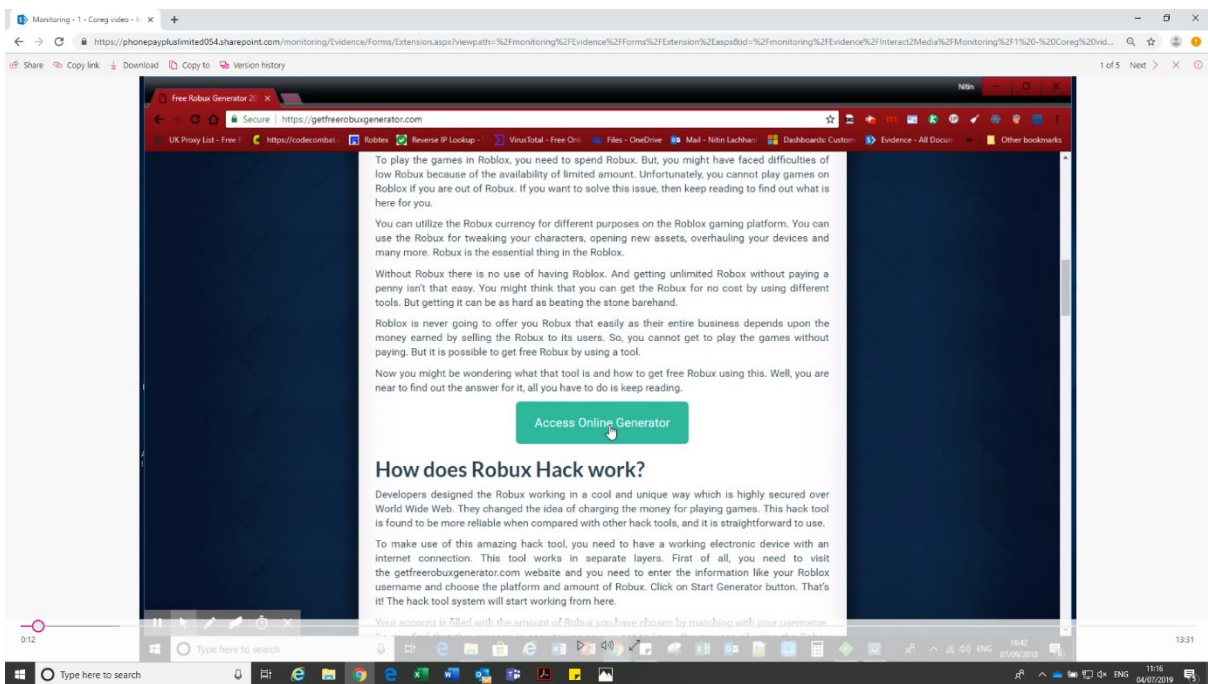 Monitoring - 1 - Coreg video - In
https://phonepaypluslimited054.sharepoint.com/monitoring/Evidence/Forms/Extension.aspx?viewpath=%2Fmonitoring%2FEvidence%2FForms%2FExtension%2Easpx&id=%2Fmonitoring%2FEvidence%2FInteract2Media%2FMonitoring%2F1%20-%20Coreg%20vid...
Share Copy link Download Copy to Version history 1 of 5 Next
Nitin
Free Robux Generator 20
Secure https://getfreerobuxgenerator.com
UK Proxy List - Free https://codecombat. Robtex Reverse IP Lookup - VirusTotal - Free Onl Files - OneDrive Mail - Nitin Lachhan Dashboards: Custom Evidence - All Docum Other bookmarks
To play the games in Roblox, you need to spend Robux. But, you might have faced difficulties of
low Robux because of the availability of limited amount. Unfortunately, you cannot play games on
Roblox if you are out of Robux. If you want to solve this issue, then keep reading to find out what is
here for you.
You can utilize the Robux currency for different purposes on the Roblox gaming platform. You can
use the Robux for tweaking your characters, opening new assets, overhauling your devices and
many more. Robux is the essential thing in the Roblox.
Without Robux there is no use of having Roblox. And getting unlimited Robox without paying a
penny isn't that easy. You might think that you can get the Robux for no cost by using different
tools. But getting it can be as hard as beating the stone barehand.
Roblox is never going to offer you Robux that easily as their entire business depends upon the
money earned by selling the Robux to its users. So, you cannot get to play the games without
paying. But it is possible to get free Robux by using a tool.
Now you might be wondering what that tool is and how to get free Robux using this. Well, you are
near to find out the answer for it, all you have to do is keep reading.
Access Online Generator
How does Robux Hack work?
Developers designed the Robux working in a cool and unique way which is highly secured over
World Wide Web. They changed the idea of charging the money for playing games. This hack tool
is found to be more reliable when compared with other hack tools, and it is straightforward to use.
To make use of this amazing hack tool, you need to have a working electronic device with an
internet connection. This tool works in separate layers. First of all, you need to visit
the getfreerobuxgenerator.com website and you need to enter the information like your Roblox
username and choose the platform and amount of Robux. Click on Start Generator button. That's
it! The hack tool system will start working from here.
Your account is filled with the amount of Robux you have chosen by matching with your username.
0:12 13:31
Type here to search ENG 16:42
07/09/2018
Type here to search ENG 11:16
04/07/2019